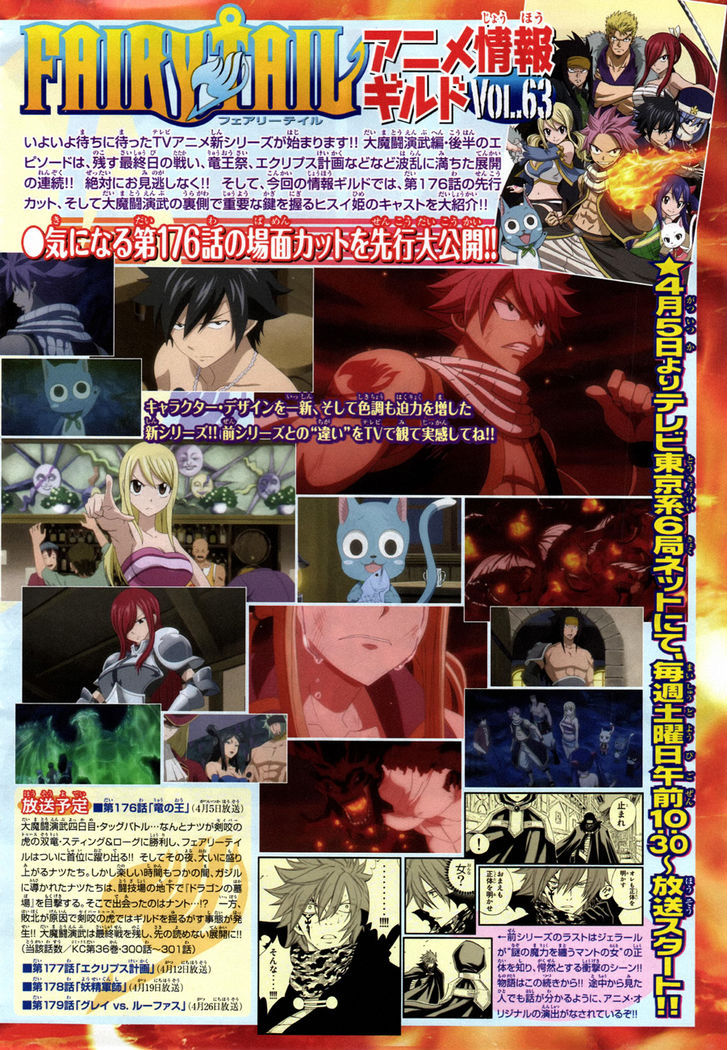 FAIRY TAIL
フェアリーテイル
アニメ情報
ギルド VOL.63
いよいよ待ちに待ったTVアニメ新シリーズが始まります!! 大魔闘演武編・後半のエ
ピソードは、残す最終日の戦い、竜王祭、エクリプス計画などなど波乱に満ちた展開
の連続!! 絶対にお見逃しなく!! そして、今回の情報ギルドでは、第176話の先行
カット、そして大魔闘演武の裏側で重要な鍵を握るヒスイ姫のキャストを大紹介!!
●気になる第176話の場面カットを先行大公開!!
★4月5日よりテレビ東京系6局ネットにて、毎週土曜日午前10:30〜放送スタート!!
キャラクター・デザインを一新、そして色調も迫力を増した
新シリーズ!! 前シリーズとの“違い”をTVで観て実感してね!!
放送予定
■第176話「竜の王」(4月5日放送)
大魔闘演武四日目・タッグバトル…なんとナツが剣咬の
虎の双竜・スティング&ローグに勝利し、フェアリーテ
イルはついに首位に躍り出る!! そしてその夜、大いに盛り
上がるナツたち。しかし楽しい時間もつかの間、ガジル
に導かれたナツたちは、闘技場の地下で「ドラゴンの墓
場」を目撃する。そこで出会ったのはナント…!? 一方、
敗北が原因で剣咬の虎ではギルドを揺るがす事態が発
生!! 大魔闘演武は最終戦を残し、先の読めない展開に!!
(当該話数/KC第36巻・300話〜301話)
■第177話「エクリプス計画」(4月12日放送)
■第178話「妖精軍師」(4月19日放送)
■第179話「グレイ vs. ルーファス」(4月26日放送)
止まれ
!
女?
おまえも
正体を
明かせ
オレも正体を
明かす
そんな・・・・
←前シリーズのラストはジェラール
が“謎の魔力を纏うマントの女”の正
体を知り、愕然とする衝撃のシーン!!
物語はこの続きから!! 途中から見た
人でも話が分かるように、アニメ・オ
リジナルの演出がなされているぞ!!